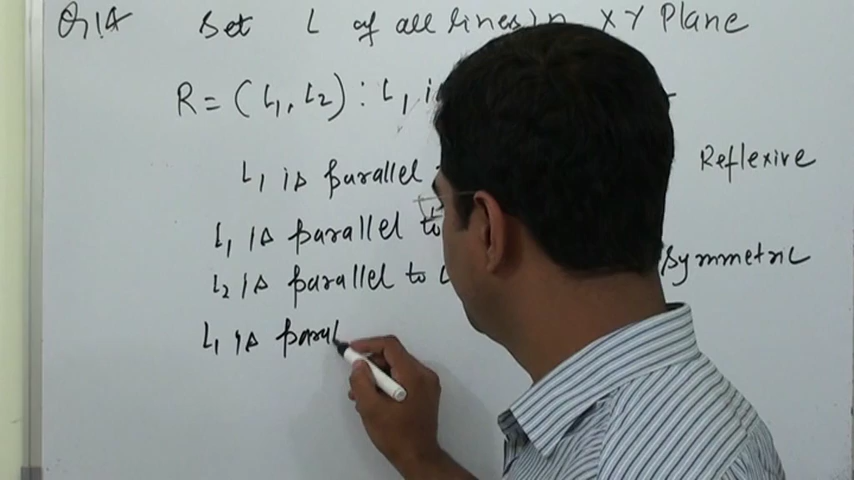 Q.14 Set L of all lines in XY Plane
R = (L1, L2) : L1 i
L1 is parallel Reflexive
L1 is parallel to
L2 is parallel to L Symmetric
L1 is paral